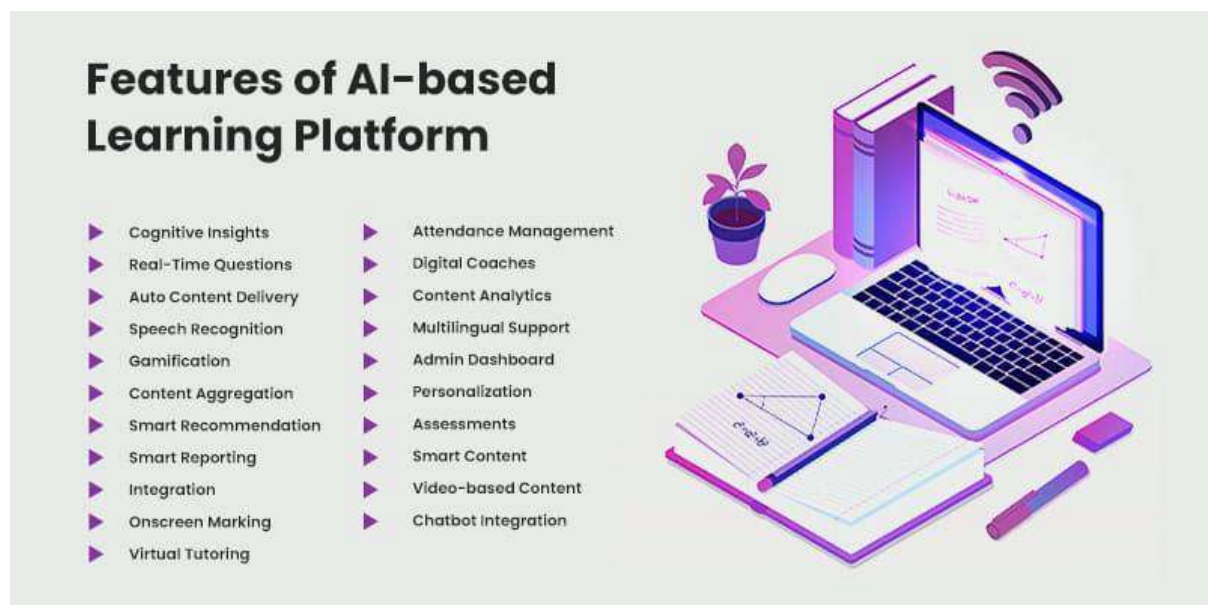 Features of AI-based
Learning Platform
Cognitive Insights
Real-Time Questions
Auto Content Delivery
Speech Recognition
Gamification
Content Aggregation
Smart Recommendation
Smart Reporting
Integration
Onscreen Marking
Virtual Tutoring
Attendance Management
Digital Coaches
Content Analytics
Multilingual Support
Admin Dashboard
Personalization
Assessments
Smart Content
Video-based Content
Chatbot Integration